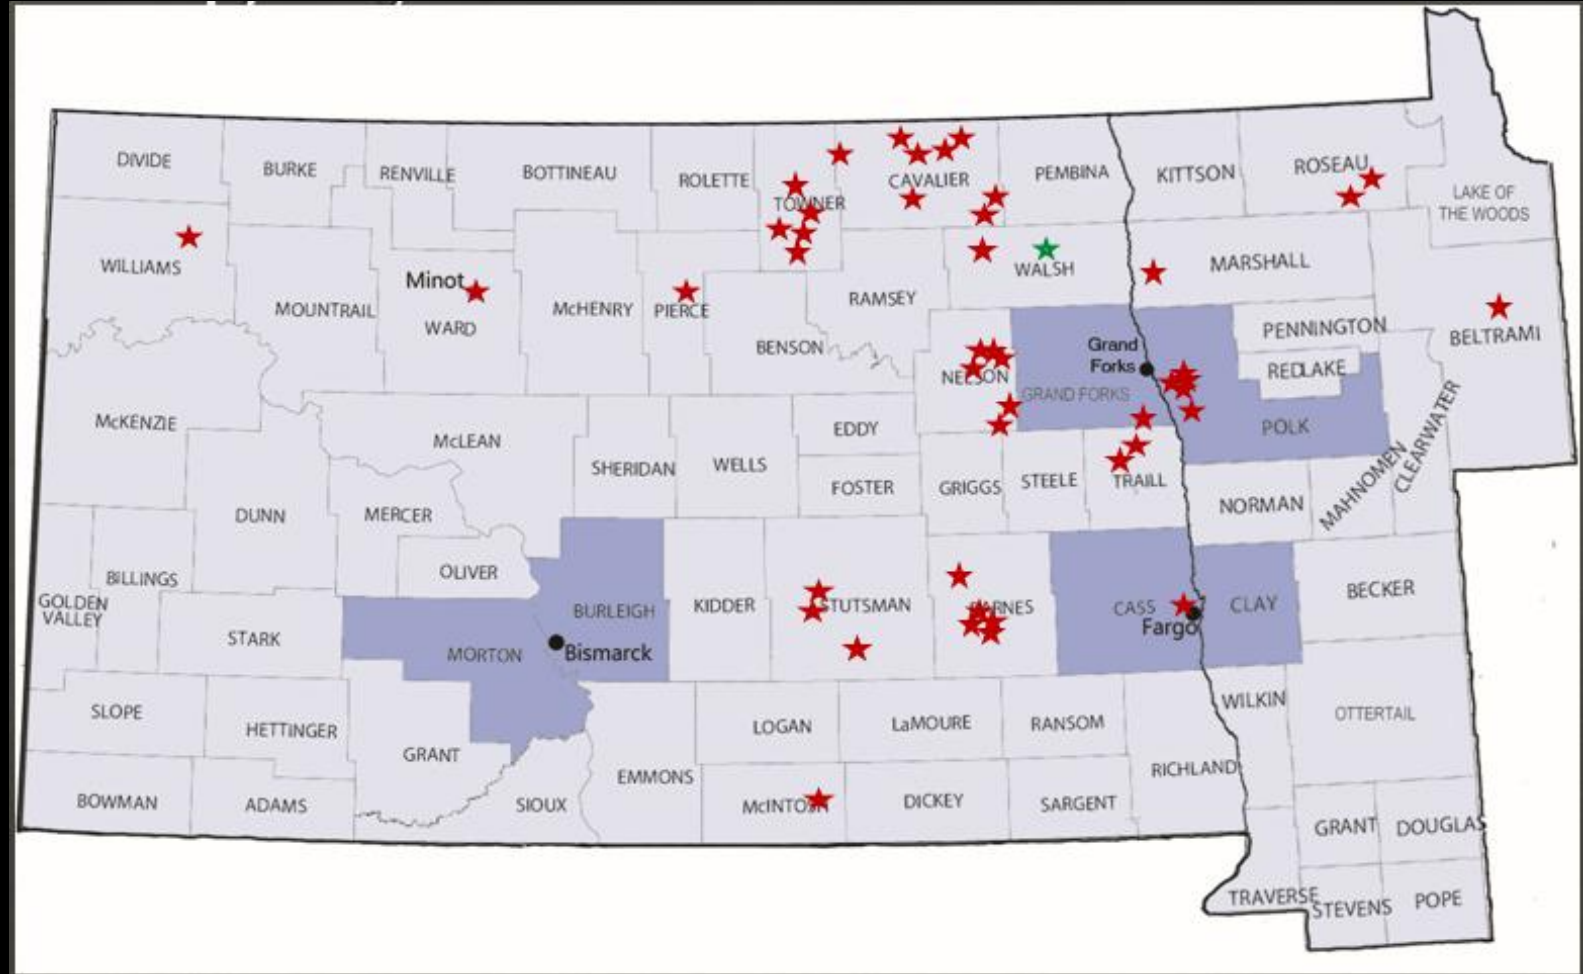 DIVIDE
BURKE
RENVILLE
BOTTINEAU
ROLETTE
TOWNER
CAVALIER
PEMBINA
KITTSON
ROSEAU
LAKE OF
THE WOODS
WILLIAMS
MOUNTRAIL
Minot
WARD
McHENRY
PIERCE
BENSON
RAMSEY
WALSH
MARSHALL
PENNINGTON
REDLAKE
BELTRAMI
Grand
Forks
NELSON
GRAND FORKS
POLK
CLEARWATER
MAHNOMEN
McKENZIE
McLEAN
SHERIDAN
WELLS
EDDY
FOSTER
GRIGGS
STEELE
TRAILL
NORMAN
DUNN
MERCER
OLIVER
BILLINGS
GOLDEN
VALLEY
STARK
MORTON
BURLEIGH
Bismarck
KIDDER
STUTSMAN
BARNES
CASS
Fargo
CLAY
BECKER
SLOPE
HETTINGER
GRANT
LOGAN
LaMOURE
RANSOM
WILKIN
OTTERTAIL
BOWMAN
ADAMS
SIOUX
EMMONS
McINTOSH
DICKEY
SARGENT
RICHLAND
GRANT
DOUGLAS
TRAVERSE
STEVENS
POPE